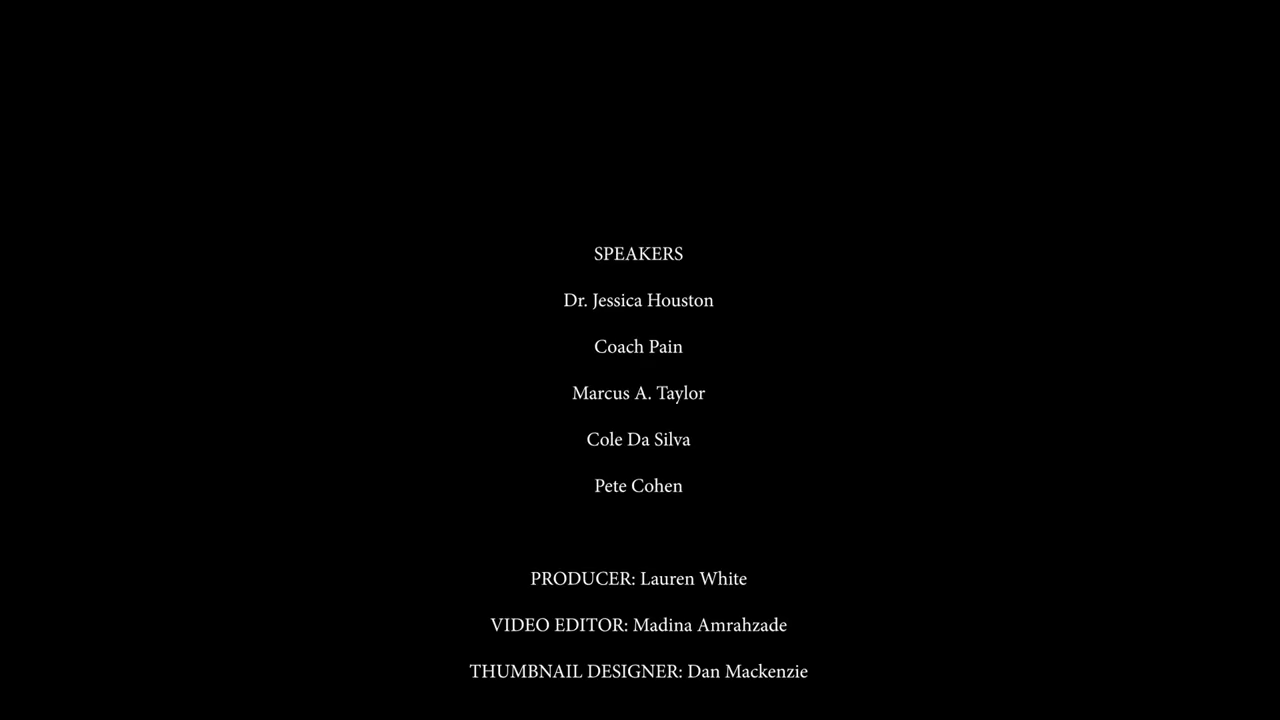 SPEAKERS
Dr. Jessica Houston
Coach Pain
Marcus A. Taylor
Cole Da Silva
Pete Cohen
PRODUCER: Lauren White
VIDEO EDITOR: Madina Amrahzade
THUMBNAIL DESIGNER: Dan Mackenzie